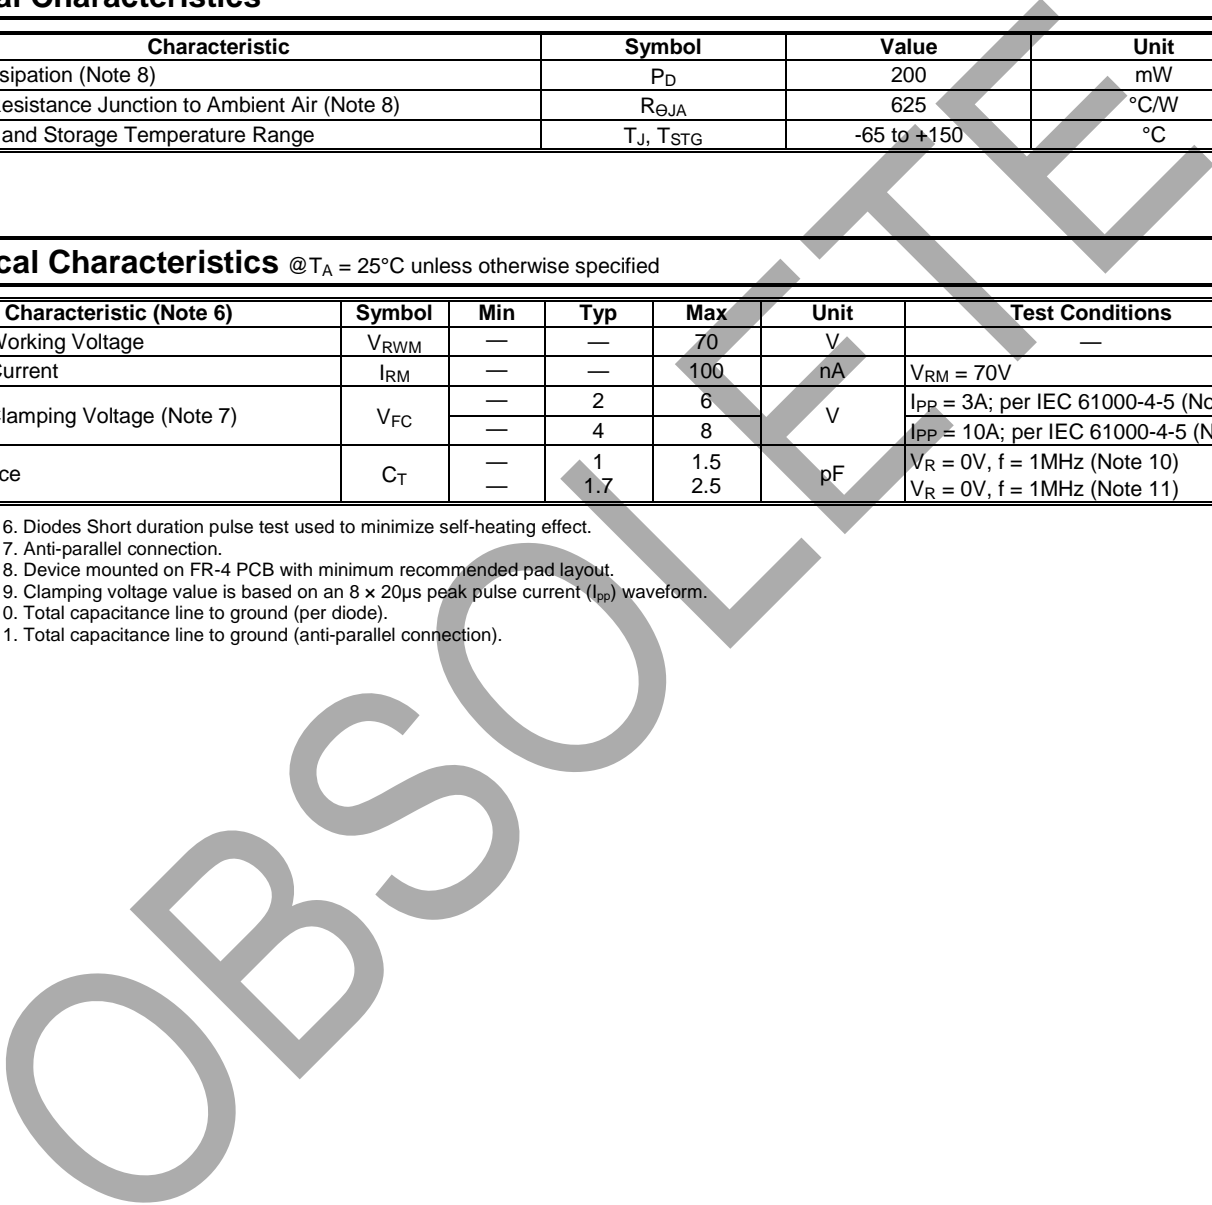 al Characteristics
Characteristic Symbol Value Unit
sipation (Note 8) PD 200 mW
esistance Junction to Ambient Air (Note 8) RΘJA 625 °C/W
and Storage Temperature Range TJ, TSTG -65 to +150 °C
cal Characteristics @TA = 25°C unless otherwise specified
Characteristic (Note 6) Symbol Min Typ Max Unit Test Conditions
Working Voltage VRWM — — 70 V —
Current IRM — — 100 nA VRM = 70V
lamping Voltage (Note 7) VFC — 2 6 V IPP = 3A; per IEC 61000-4-5 (No
— 4 8 IPP = 10A; per IEC 61000-4-5 (N
ce CT — 1 1.5 pF VR = 0V, f = 1MHz (Note 10)
— 1.7 2.5 VR = 0V, f = 1MHz (Note 11)
6. Diodes Short duration pulse test used to minimize self-heating effect.
7. Anti-parallel connection.
8. Device mounted on FR-4 PCB with minimum recommended pad layout.
9. Clamping voltage value is based on an 8 × 20µs peak pulse current (Ipp) waveform.
0. Total capacitance line to ground (per diode).
1. Total capacitance line to ground (anti-parallel connection).
OBSOLETE